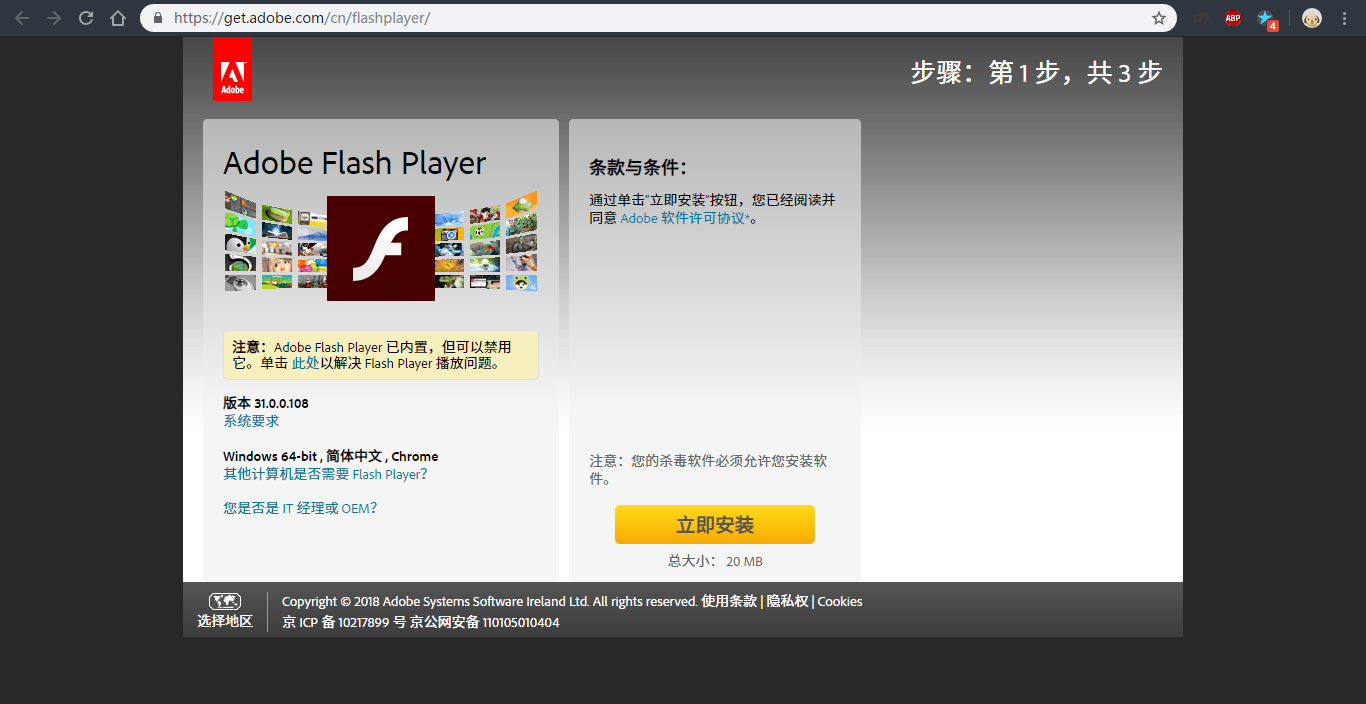 https://get.adobe.com/cn/flashplayer/
ABP
4
Adobe
步骤：第 1 步，共 3 步
Adobe Flash Player
注意：Adobe Flash Player 已内置，但可以禁用
它。单击 此处以解决 Flash Player 播放问题。
版本 31.0.0.108
系统要求
Windows 64-bit , 简体中文 , Chrome
其他计算机是否需要 Flash Player？
您是否是 IT 经理或 OEM？
条款与条件：
通过单击“立即安装”按钮，您已经阅读并
同意 Adobe 软件许可协议*。
注意：您的杀毒软件必须允许您安装软
件。
立即安装
总大小： 20 MB
选择地区
Copyright © 2018 Adobe Systems Software Ireland Ltd. All rights reserved. 使用条款 | 隐私权 | Cookies
京 ICP 备 10217899 号 京公网安备 110105010404